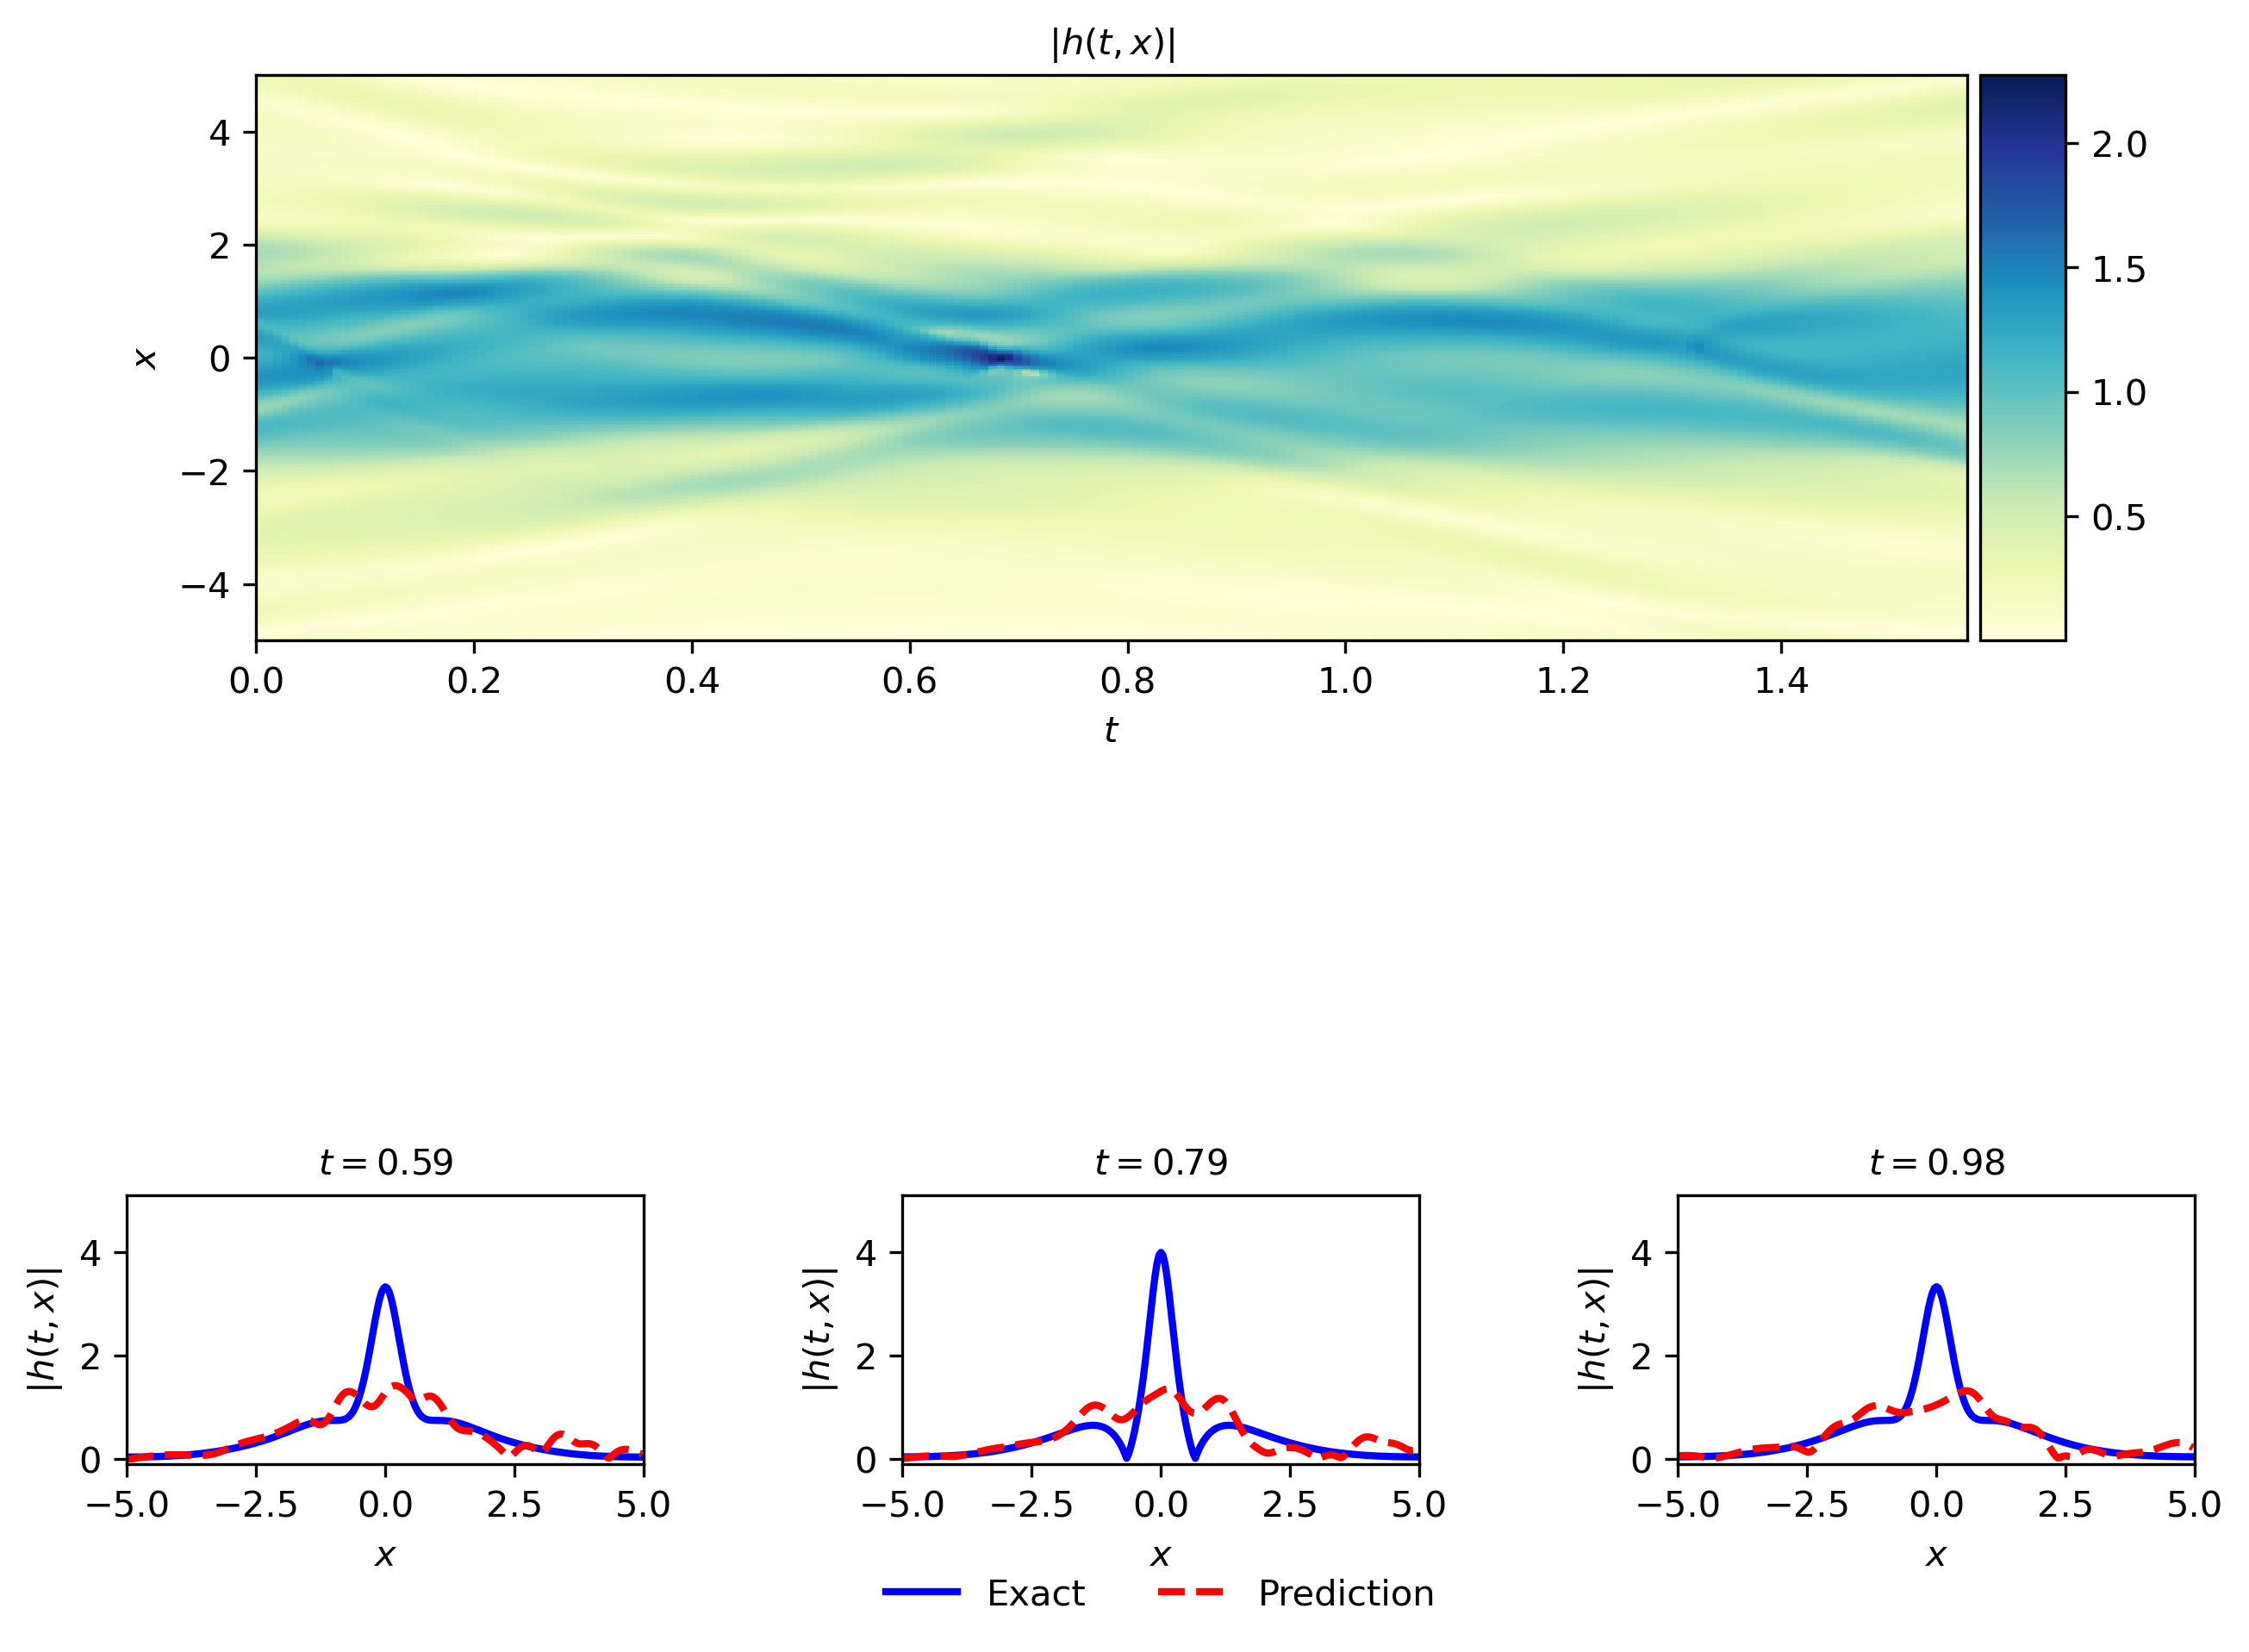 |h(t, x)|
4
2
0
−2
−4
x
0.0 0.2 0.4 0.6 0.8 1.0 1.2 1.4
t
2.0
1.5
1.0
0.5
t = 0.59
|h(t, x)|
4
2
0
−5.0 −2.5 0.0 2.5 5.0
x
t = 0.79
|h(t, x)|
4
2
0
−5.0 −2.5 0.0 2.5 5.0
x
t = 0.98
|h(t, x)|
4
2
0
−5.0 −2.5 0.0 2.5 5.0
x
Exact Prediction